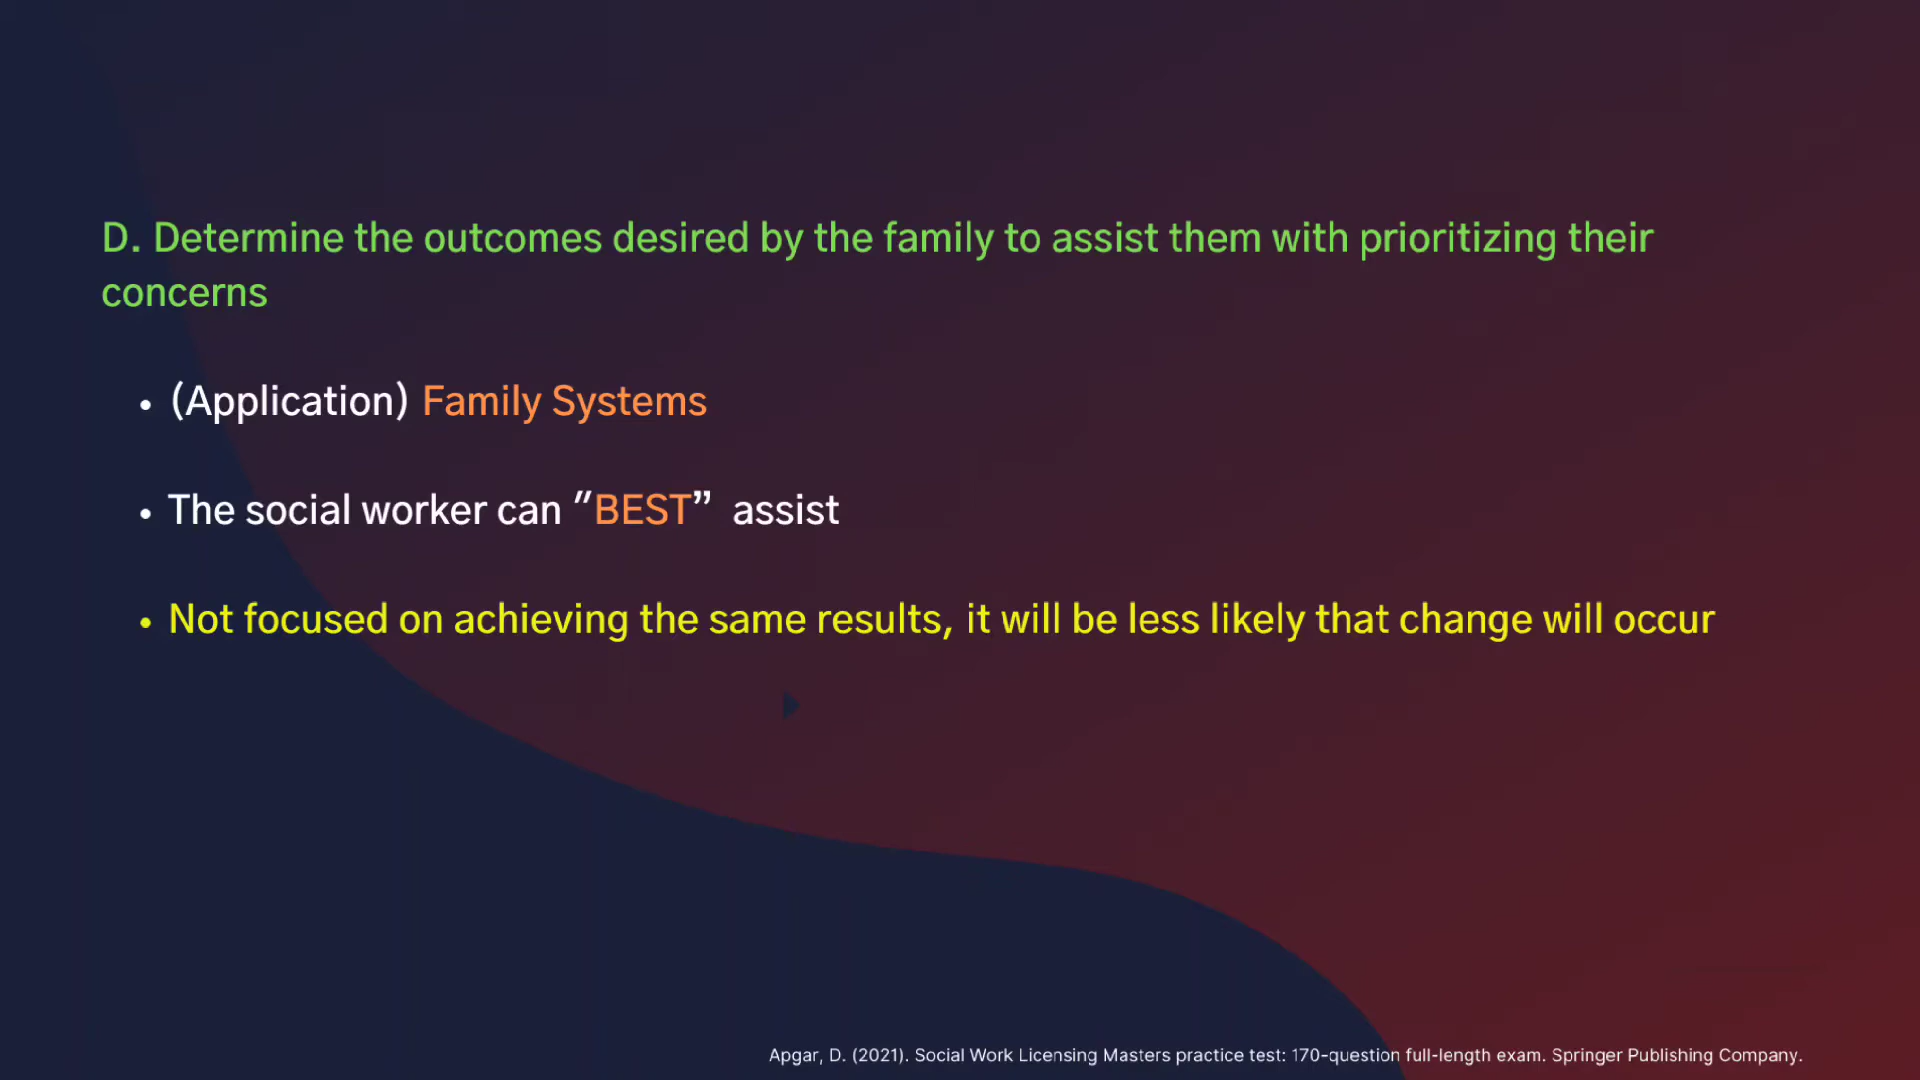 D. Determine the outcomes desired by the family to assist them with prioritizing their
concerns
• (Application) Family Systems
• The social worker can "BEST” assist
• Not focused on achieving the same results, it will be less likely that change will occur
Apgar, D. (2021). Social Work Licensing Masters practice test: 170-question full-length exam. Springer Publishing Company.